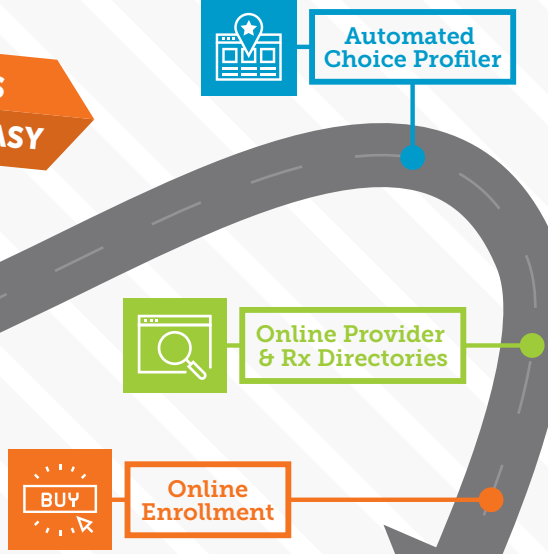 Automated
Choice Profiler
Online Provider
& Rx Directories
BUY
Online
Enrollment